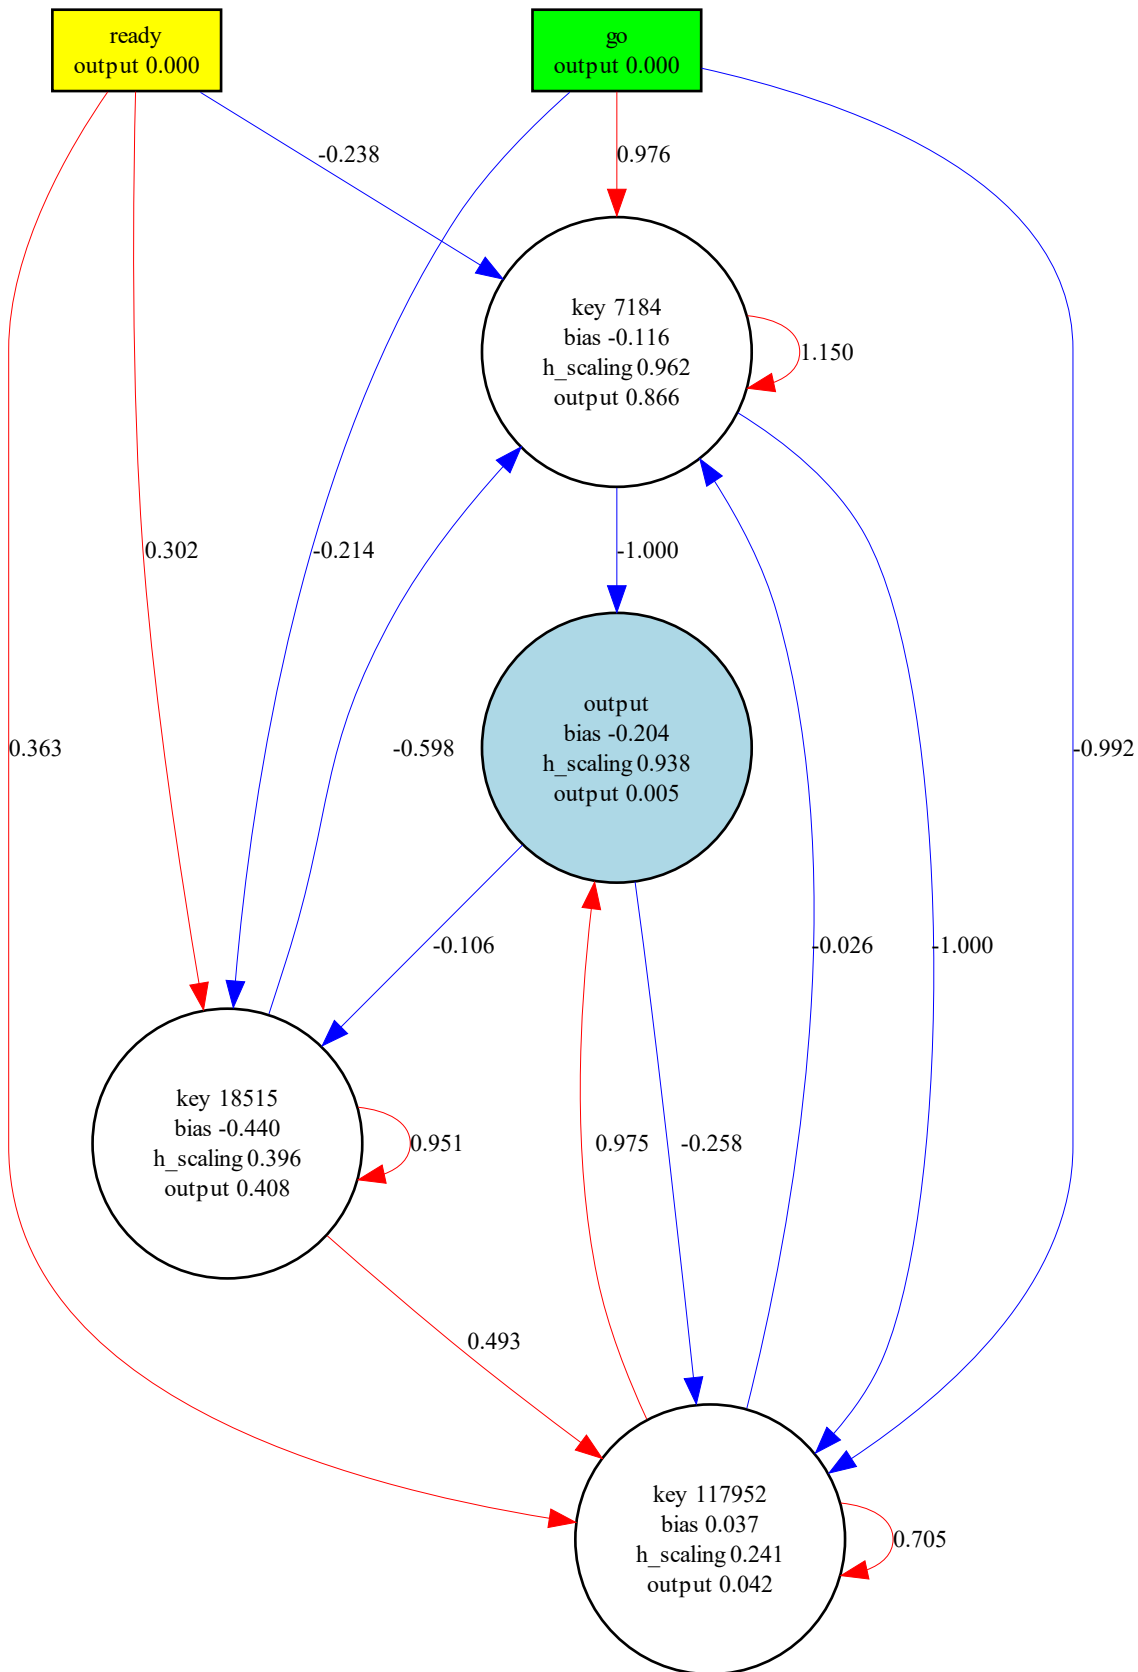 ready
output 0.000
go
output 0.000
-0.238
0.976
key 7184
bias -0.116
h_scaling 0.962
output 0.866
1.150
0.302
-0.214
-1.000
output
bias -0.204
h_scaling 0.938
output 0.005
0.363
-0.598
-0.992
-0.106
-0.026
-1.000
key 18515
bias -0.440
h_scaling 0.396
output 0.408
0.951
0.975
-0.258
0.493
key 117952
bias 0.037
h_scaling 0.241
output 0.042
0.705